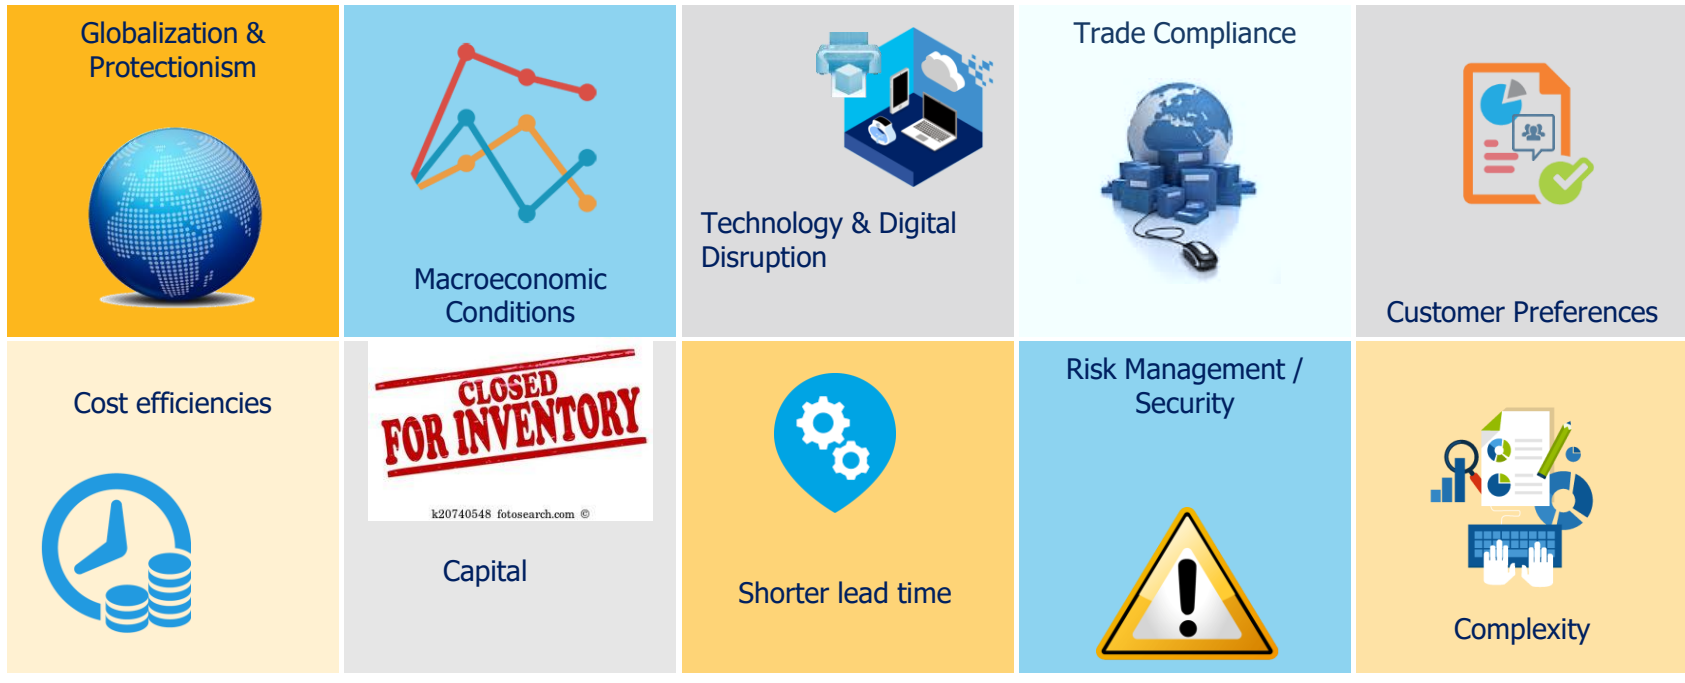 Globalization &
Protectionism
Macroeconomic
Conditions
Technology & Digital
Disruption
Trade Compliance
Customer Preferences
Cost efficiencies
CLOSED
FOR INVENTORY
k20740548 fotosearch.com ©
Capital
Shorter lead time
Risk Management /
Security
Complexity